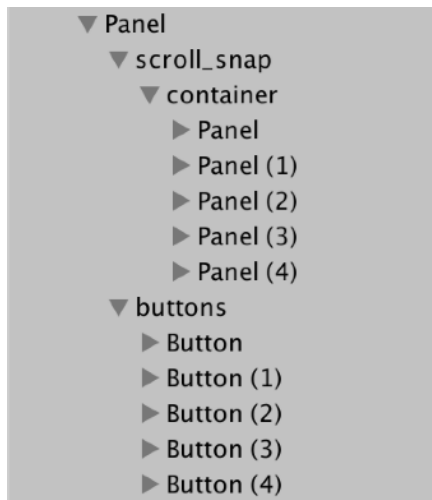 Panel
scroll_snap
container
Panel
Panel (1)
Panel (2)
Panel (3)
Panel (4)
buttons
Button
Button (1)
Button (2)
Button (3)
Button (4)